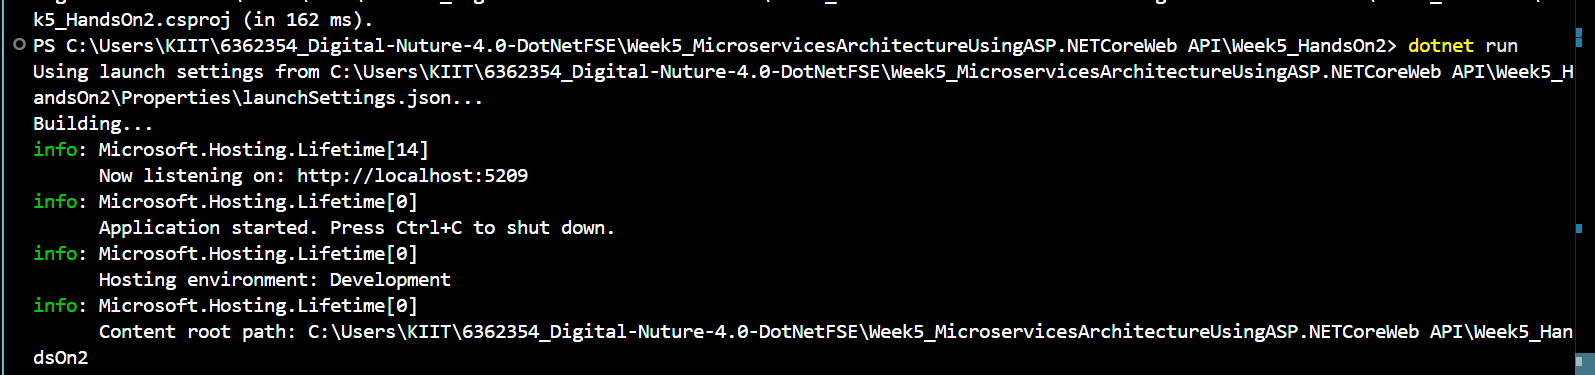 k5_HandsOn2.csproj (in 162 ms).
PS C:\Users\KIIT\6362354_Digital-Nuture-4.0-DotNetFSE\Week5_MicroservicesArchitectureUsingASP.NETCoreWeb API\Week5_HandsOn2> dotnet run
Using launch settings from C:\Users\KIIT\6362354_Digital-Nuture-4.0-DotNetFSE\Week5_MicroservicesArchitectureUsingASP.NETCoreWeb API\Week5_H
andsOn2\Properties\launchSettings.json...
Building...
info: Microsoft.Hosting.Lifetime[14]
      Now listening on: http://localhost:5209
info: Microsoft.Hosting.Lifetime[0]
      Application started. Press Ctrl+C to shut down.
info: Microsoft.Hosting.Lifetime[0]
      Hosting environment: Development
info: Microsoft.Hosting.Lifetime[0]
      Content root path: C:\Users\KIIT\6362354_Digital-Nuture-4.0-DotNetFSE\Week5_MicroservicesArchitectureUsingASP.NETCoreWeb API\Week5_Han
dsOn2